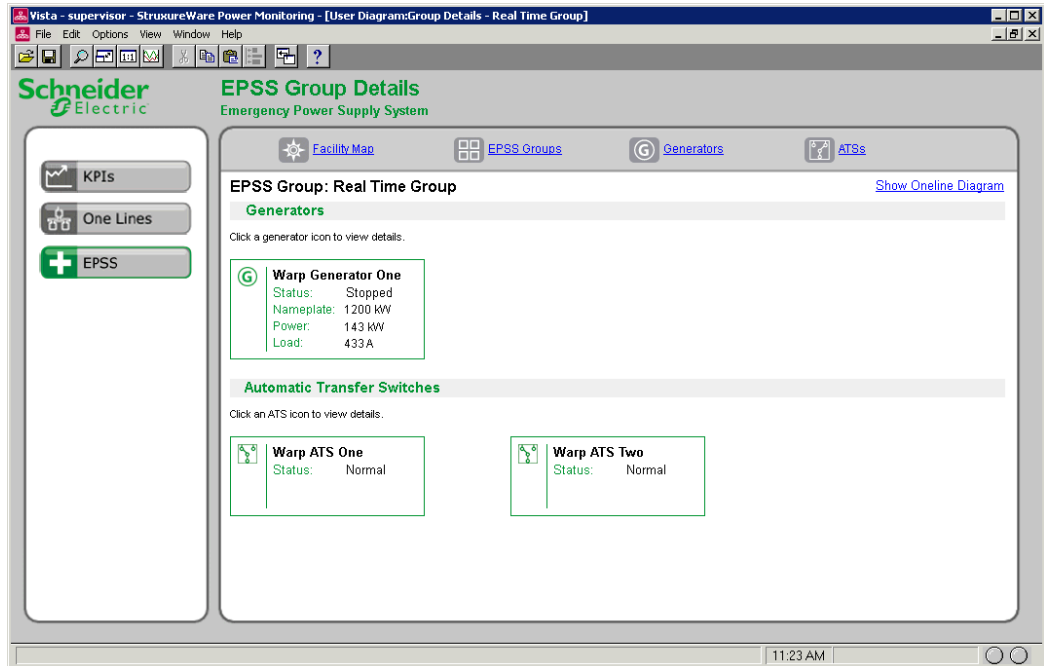 Vista - supervisor - StruxureWare Power Monitoring - [User Diagram:Group Details - Real Time Group]
File Edit Options View Window Help
1:1
?
Schneider
Electric
EPSS Group Details
Emergency Power Supply System
KPIs
One Lines
EPSS
Facility Map
EPSS Groups
G
Generators
ATSs
EPSS Group: Real Time Group
Show Oneline Diagram
Generators
Click a generator icon to view details.
G
Warp Generator One
Status: Stopped
Nameplate: 1200 kW
Power: 143 kW
Load: 433 A
Automatic Transfer Switches
Click an ATS icon to view details.
Warp ATS One
Status: Normal
Warp ATS Two
Status: Normal
11:23 AM